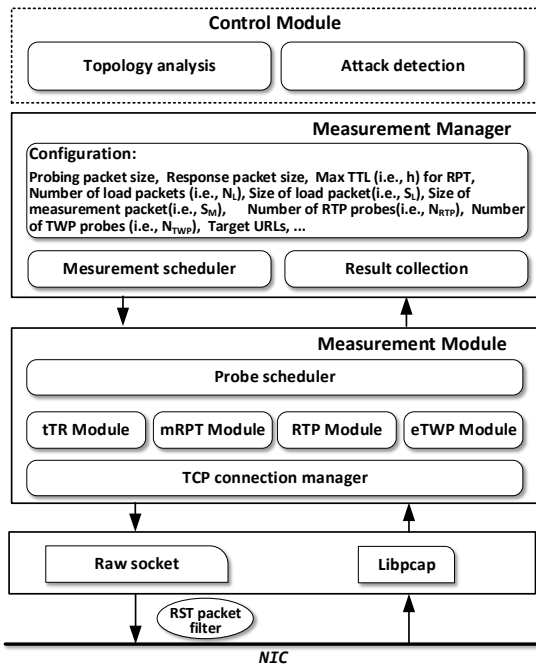 Control Module
Topology analysis
Attack detection
Measurement Manager
Configuration:
Probing packet size, Response packet size, Max TTL (i.e., h) for RPT,
Number of load packets (i.e., NL), Size of load packet(i.e., SL), Size of
measurement packet(i.e., SM), Number of RTP probes(i.e., NRTP), Number
of TWP probes (i.e., NTWP), Target URLs, ...
Mesurement scheduler
Result collection
Measurement Module
Probe scheduler
tTR Module
mRPT Module
RTP Module
eTWP Module
TCP connection manager
Raw socket
Libpcap
RST packet
filter
NIC